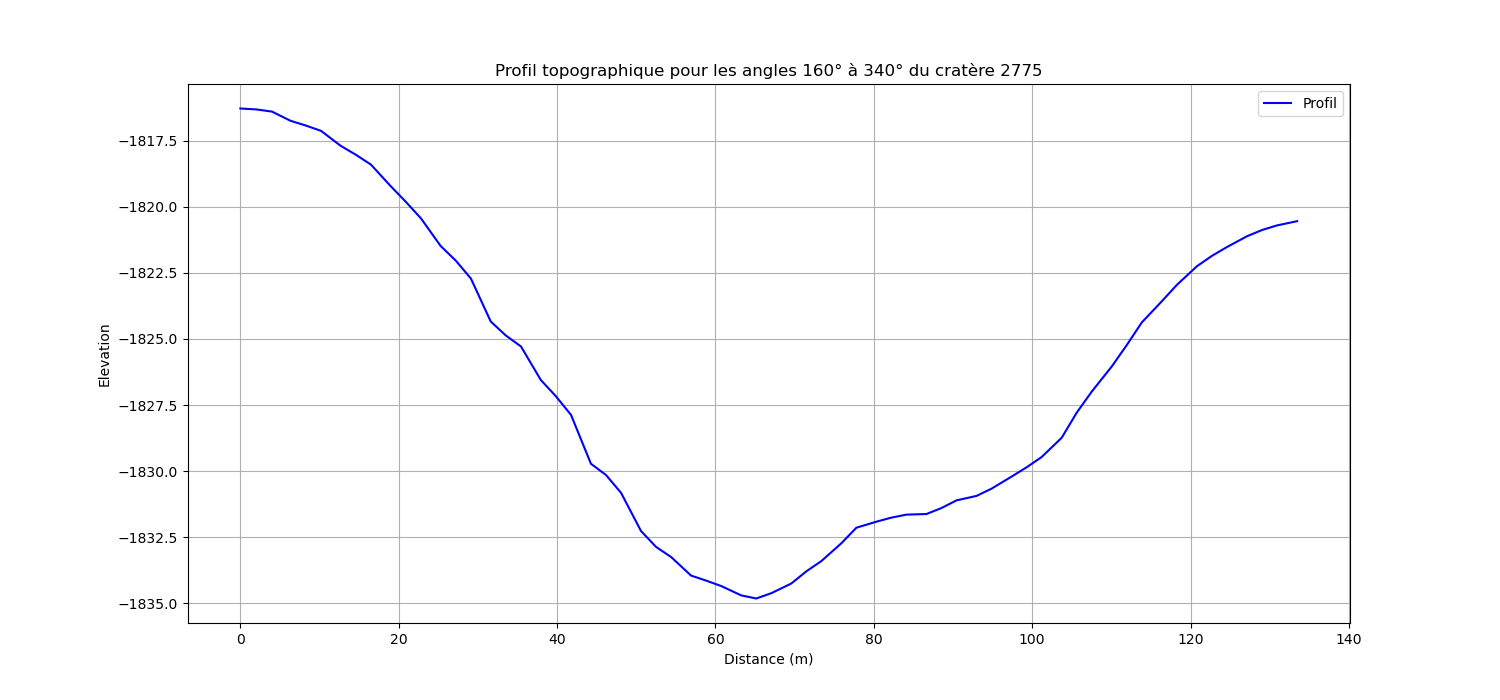 Profil topographique pour les angles 160° à 340° du cratère 2775
Profil
Elevation
−1817.5
−1820.0
−1822.5
−1825.0
−1827.5
−1830.0
−1832.5
−1835.0
0 20 40 60 80 100 120 140
Distance (m)